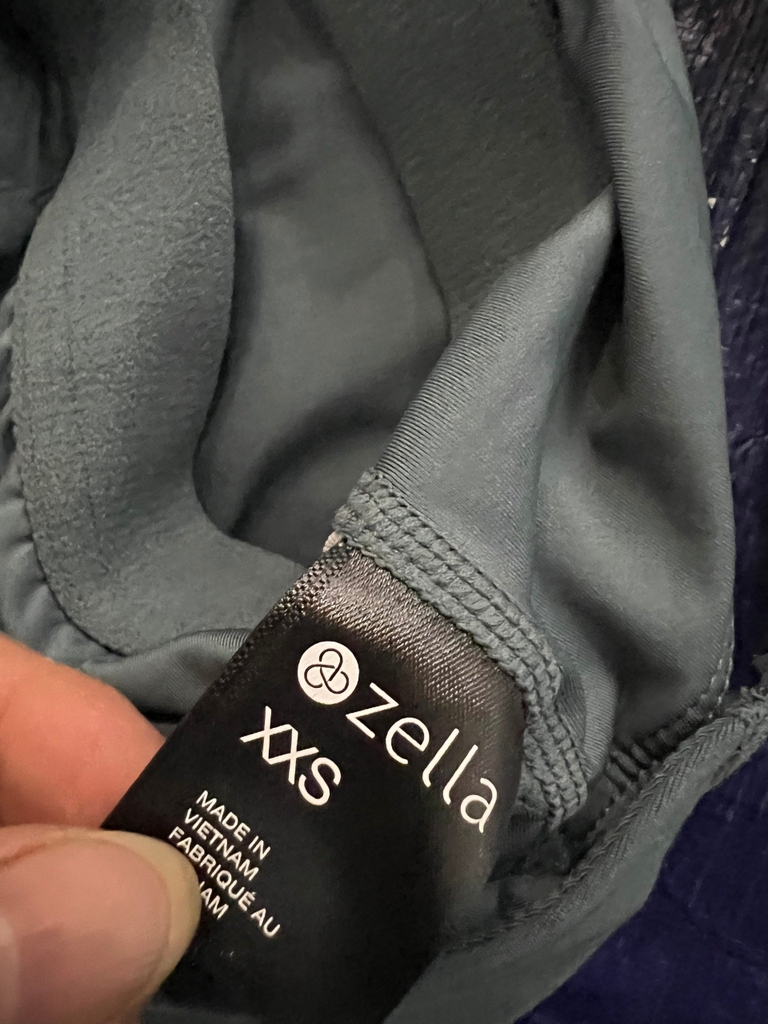 zella
XXS
MADE IN
VIETNAM
FABRIQUÉ AU